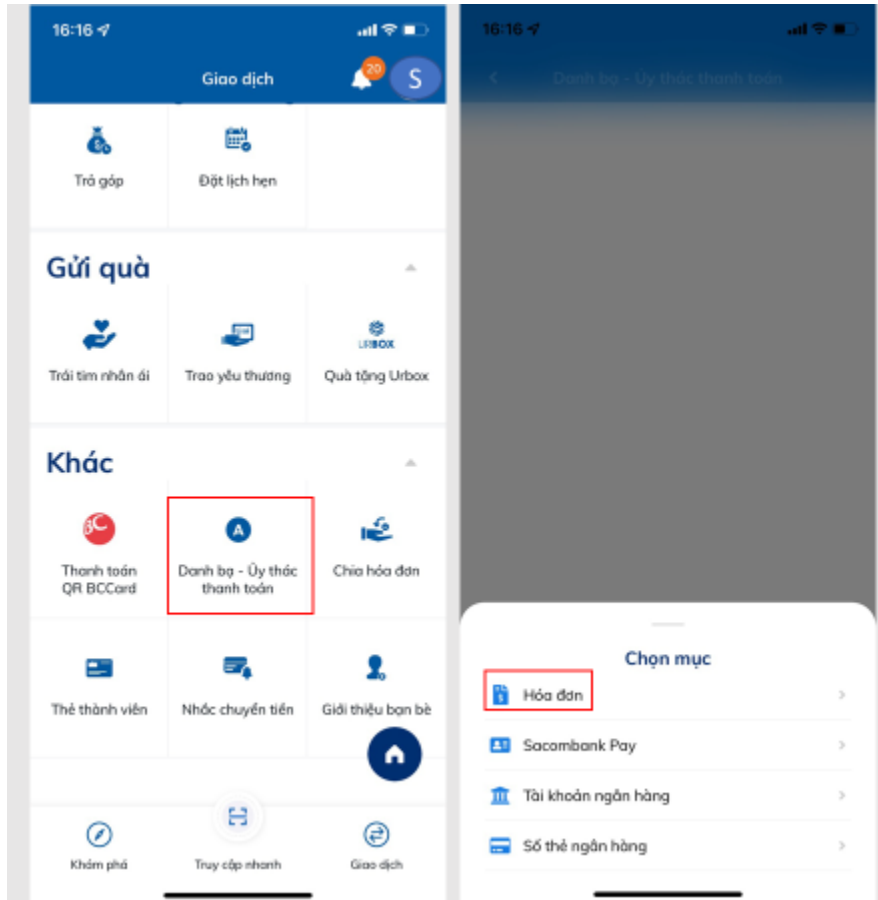 16:16
Giao dịch
20
S
Trả góp
Đặt lịch hẹn
Gửi quà
URBOX
Trái tim nhân ái
Trao yêu thương
Quà tặng Urbox
Khác
BC
A
Thanh toán
QR BCCard
Danh bạ - Ủy thác
thanh toán
Chia hóa đơn
Thẻ thành viên
Nhắc chuyển tiền
Giới thiệu bạn bè
Khám phá
Truy cập nhanh
Giao dịch
16:16
Danh bạ - Ủy thác thanh toán
Chọn mục
Hóa đơn
Sacombank Pay
Tài khoản ngân hàng
Số thẻ ngân hàng